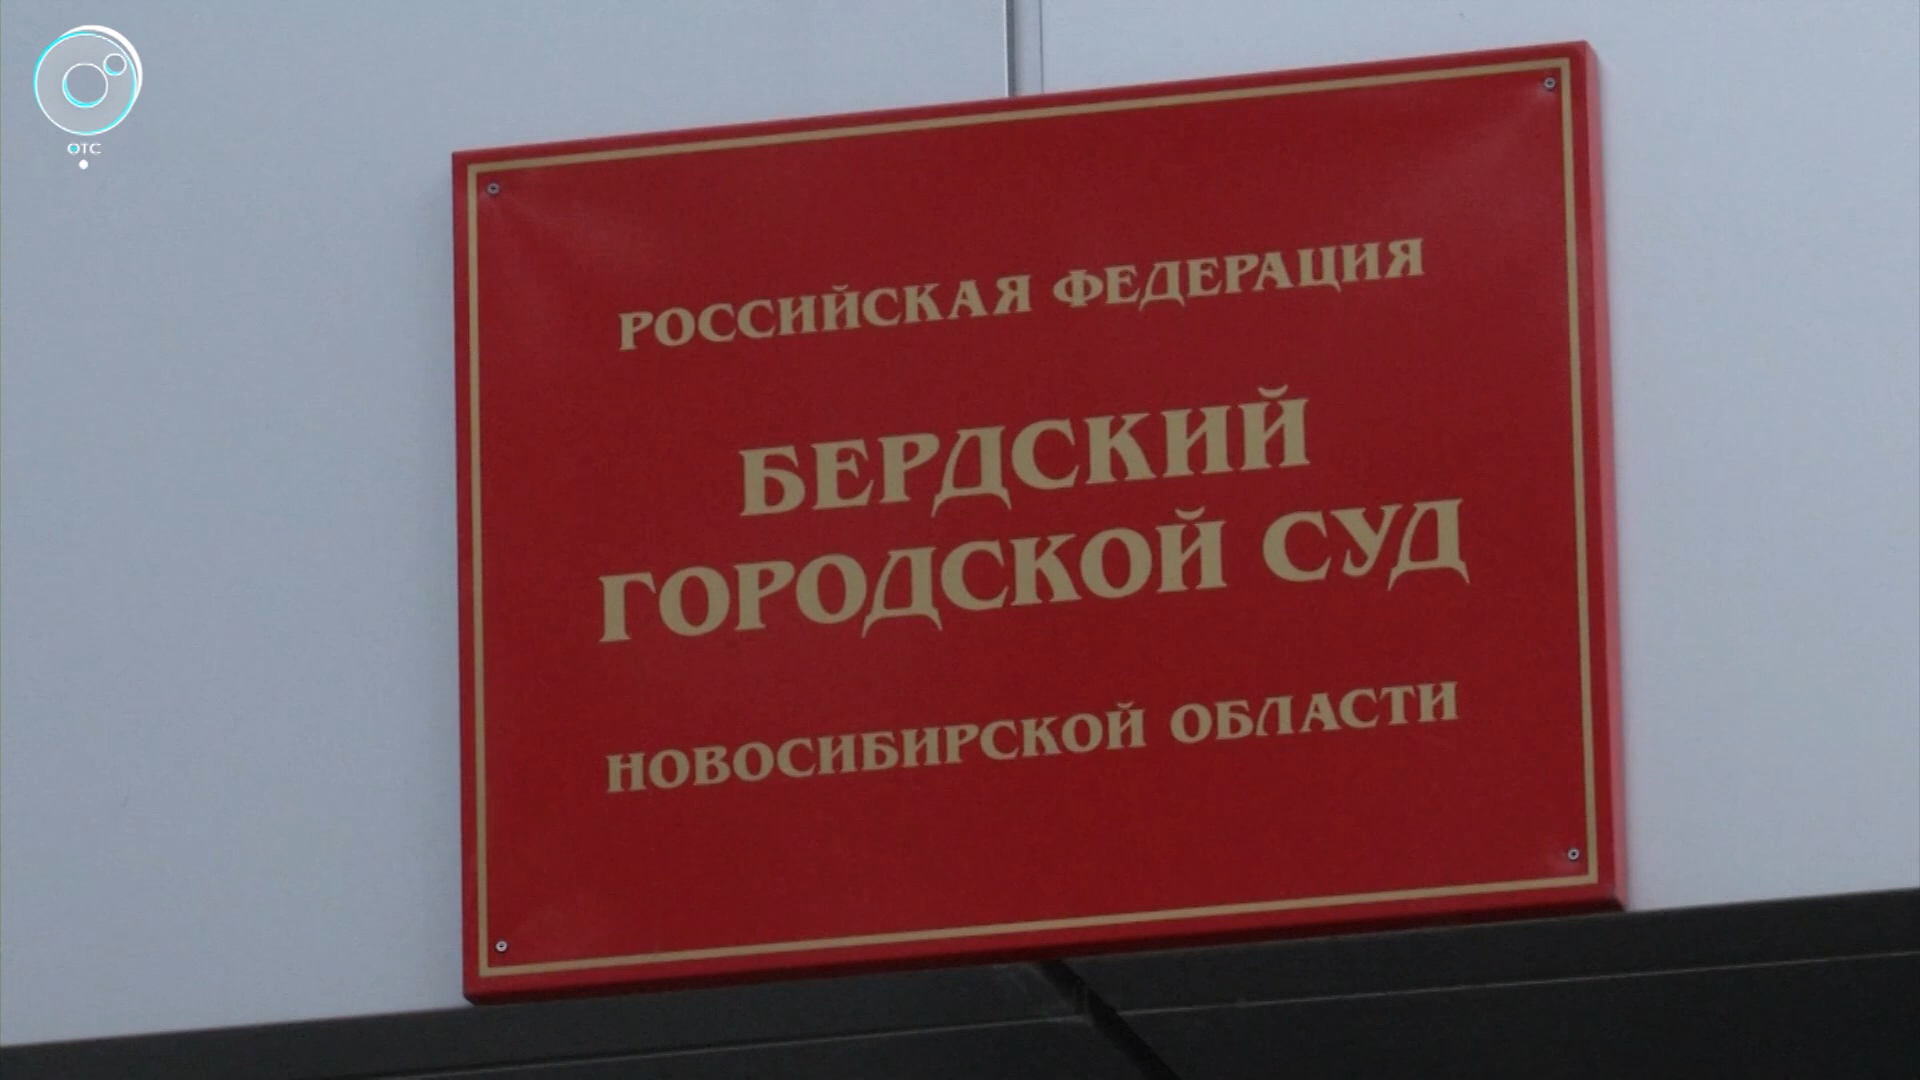 ОТС
РОССИЙСКАЯ ФЕДЕРАЦИЯ
БЕРДСКИЙ
ГОРОДСКОЙ СУД
НОВОСИБИРСКОЙ ОБЛАСТИ